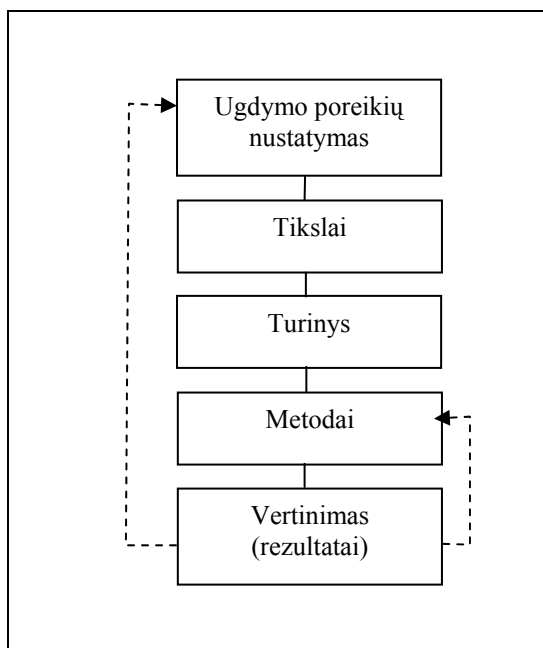 Ugdymo poreikių
nustatymas
Tikslai
Turinys
Metodai
Vertinimas
(rezultatai)